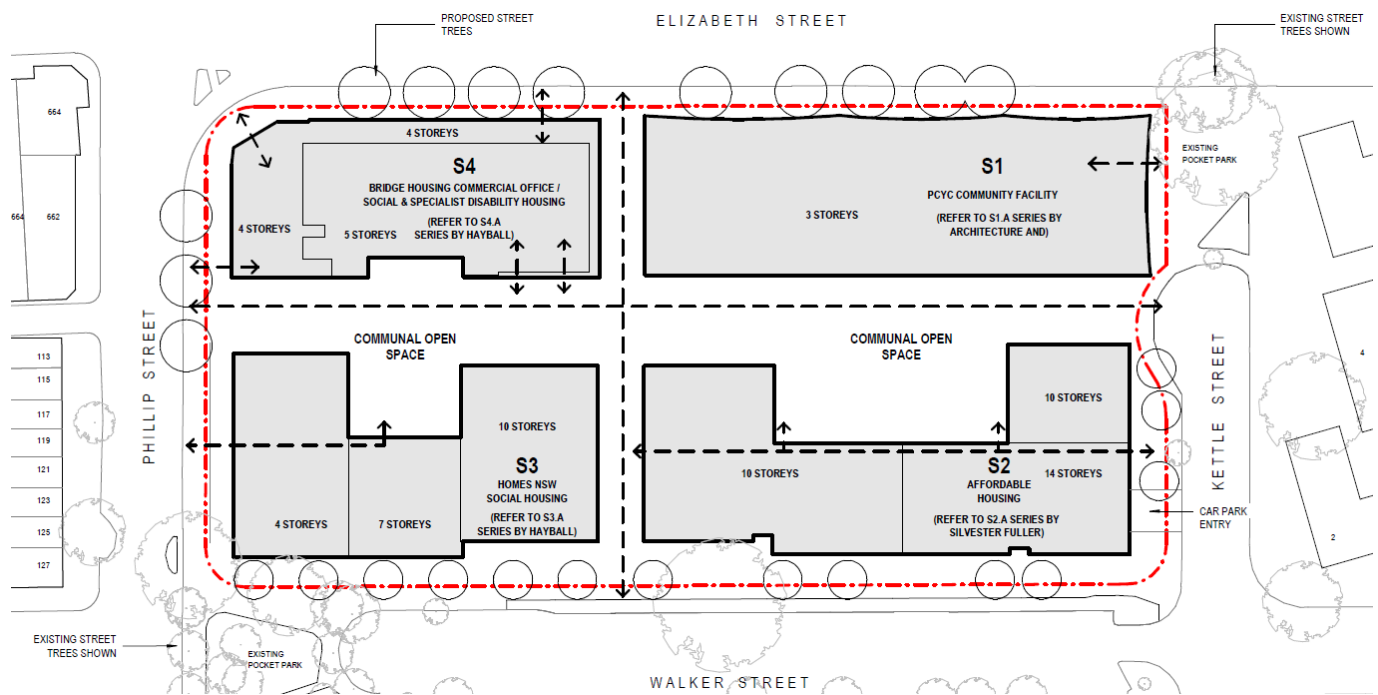 PROPOSED STREET
TREES
ELIZABETH STREET
EXISTING STREET
TREES SHOWN
664
664
662
4 STOREYS
S4
BRIDGE HOUSING COMMERCIAL OFFICE /
SOCIAL & SPECIALIST DISABILITY HOUSING
(REFER TO S4.A
SERIES BY HAYBALL)
4 STOREYS
5 STOREYS
S1
PCYC COMMUNITY FACILITY
(REFER TO S1.A SERIES BY
ARCHITECTURE AND)
3 STOREYS
EXISTING
POCKET PARK
PHILLIP STREET
COMMUNAL OPEN
SPACE
COMMUNAL OPEN
SPACE
KETTLE STREET
113
115
117
119
121
123
125
127
10 STOREYS
S3
HOMES NSW
SOCIAL HOUSING
(REFER TO S3.A
SERIES BY HAYBALL)
4 STOREYS
7 STOREYS
10 STOREYS
10 STOREYS
S2
AFFORDABLE
HOUSING
(REFER TO S2.A SERIES BY
SILVESTER FULLER)
14 STOREYS
CAR PARK
ENTRY
4
2
EXISTING STREET
TREES SHOWN
EXISTING
POCKET PARK
WALKER STREET